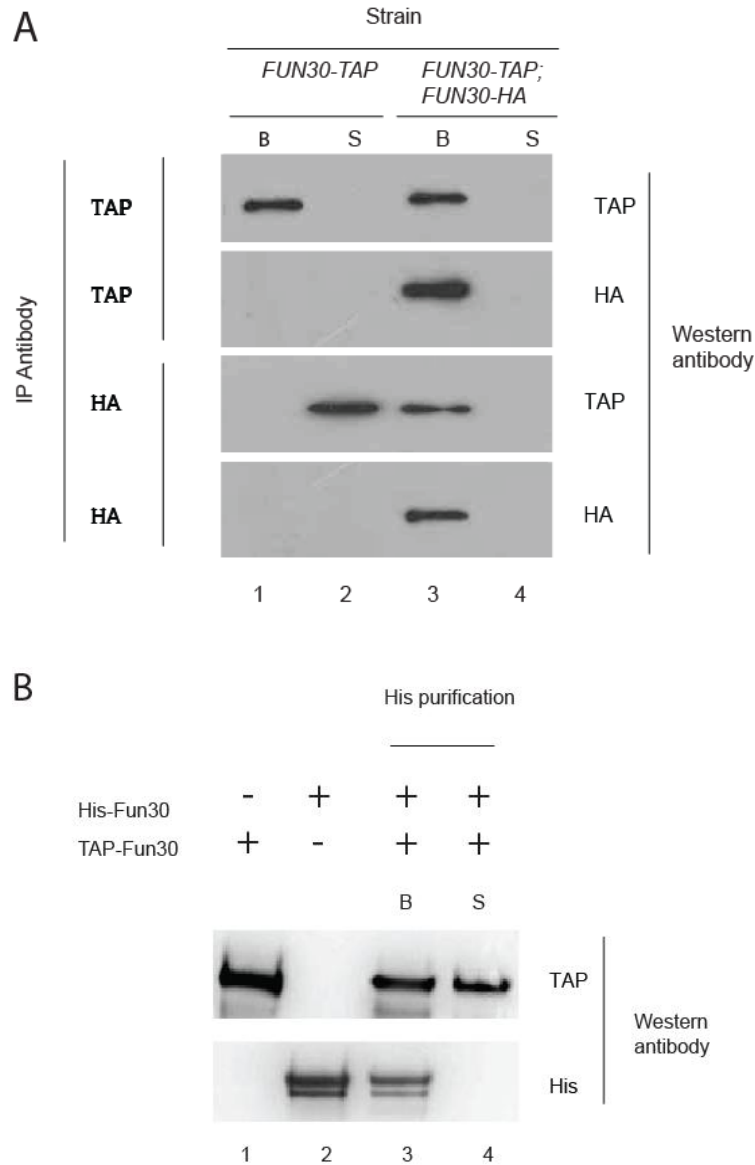 A
Strain
FUN30-TAP
FUN30-TAP;
FUN30-HA
B S B S
TAP TAP
TAP HA
HA TAP
HA HA
IP Antibody
Western
antibody
1 2 3 4
B
His purification
His-Fun30 - + + +
TAP-Fun30 + - + +
B S
TAP
His
Western
antibody
1 2 3 4